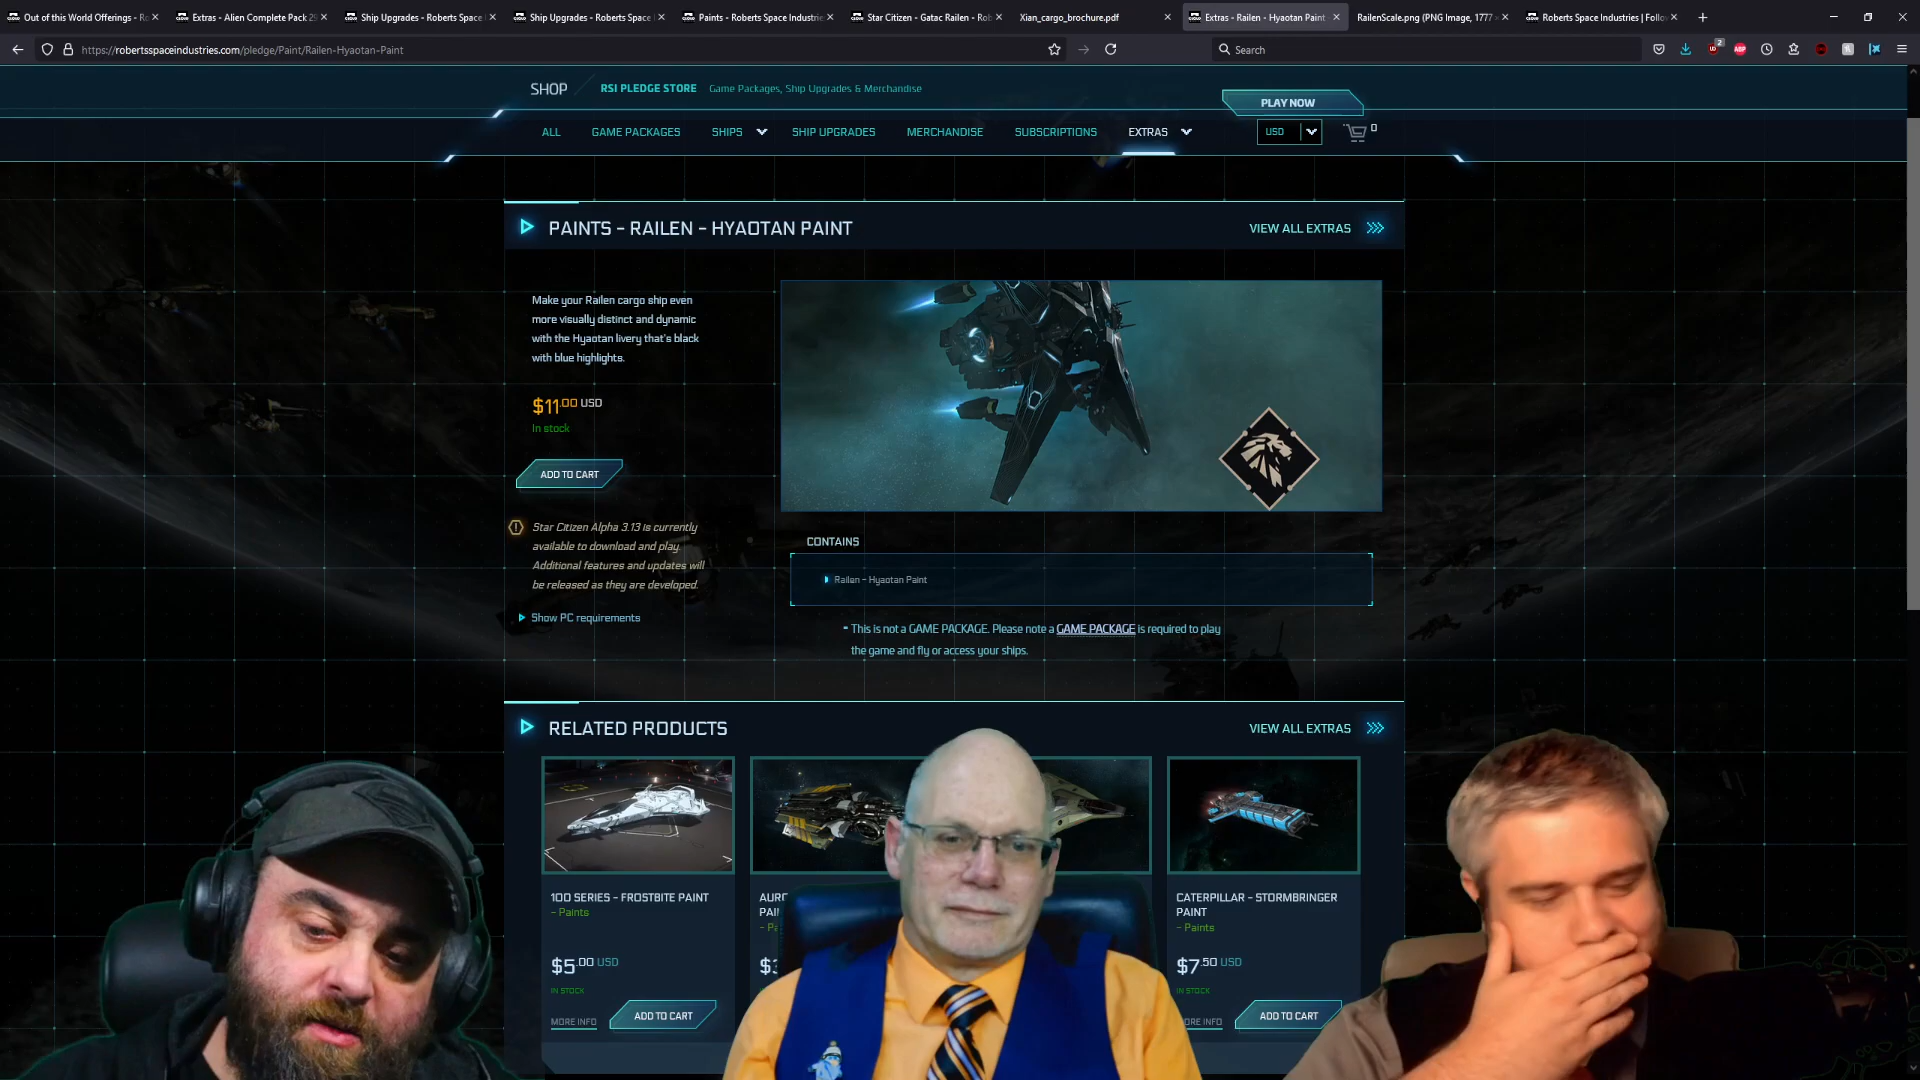 Out of this World Offerings - Ro
Extras - Alien Complete Pack 29
Ship Upgrades - Roberts Space
Ship Upgrades - Roberts Space
Paints - Roberts Space Industrie
Star Citizen - Gatac Railen - Rob
Xian_cargo_brochure.pdf
Extras - Railen - Hyaotan Paint
RailenScale.png (PNG Image, 1777
Roberts Space Industries | Follow
https://robertsspaceindustries.com/pledge/Paint/Railen-Hyaotan-Paint
Search
2
ABP
SHOP
RSI PLEDGE STORE
Game Packages, Ship Upgrades & Merchandise
PLAY NOW
ALL
GAME PACKAGES
SHIPS
SHIP UPGRADES
MERCHANDISE
SUBSCRIPTIONS
EXTRAS
USD
0
PAINTS - RAILEN - HYAOTAN PAINT
VIEW ALL EXTRAS
Make your Railen cargo ship even
more visually distinct and dynamic
with the Hyaotan livery that's black
with blue highlights.
$11.00 USD
In stock
ADD TO CART
Star Citizen Alpha 3.13 is currently
available to download and play.
Additional features and updates will
be released as they are developed.
Show PC requirements
CONTAINS
Railen - Hyaotan Paint
- This is not a GAME PACKAGE. Please note a GAME PACKAGE is required to play
the game and fly or access your ships.
RELATED PRODUCTS
VIEW ALL EXTRAS
100 SERIES - FROSTBITE PAINT
- Paints
$5.00 USD
IN STOCK
MORE INFO
ADD TO CART
CATERPILLAR - STORMBRINGER
PAINT
- Paints
$7.50 USD
IN STOCK
ADD TO CART